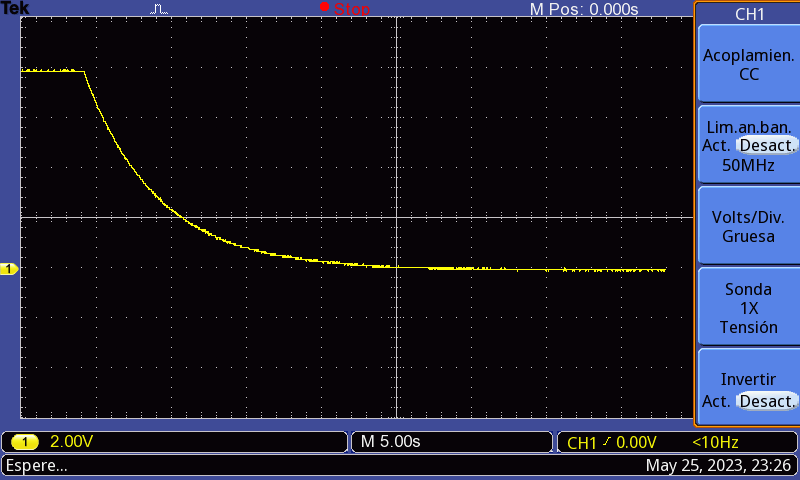 Tek
Stop
M Pos: 0.000s
CH1
Acoplamien.
CC
Lim.an.ban.
Act. Desact.
50MHz
Volts/Div.
Gruesa
Sonda
1X
Tensión
Invertir
Act. Desact.
1
1 2.00V
M 5.00s
CH1 0.00V
<10Hz
Espere...
May 25, 2023, 23:26